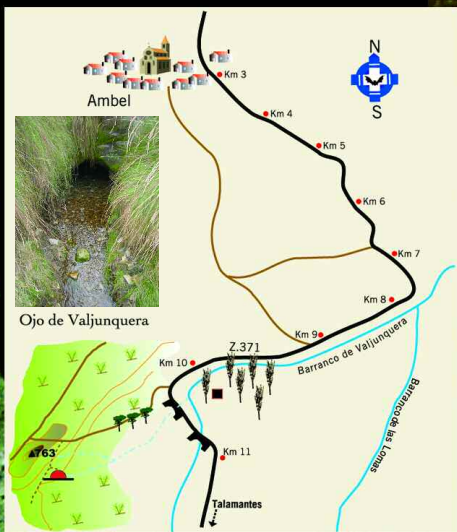 N
S
Km 3
Ambel
Km 4
Km 5
Km 6
Km 7
Km 8
Km 9
Ojo de Valjunquera
Z.371
Barranco de Valjunquera
Km 10
Barranco de las Lomas
▲763
Km 11
Talamantes